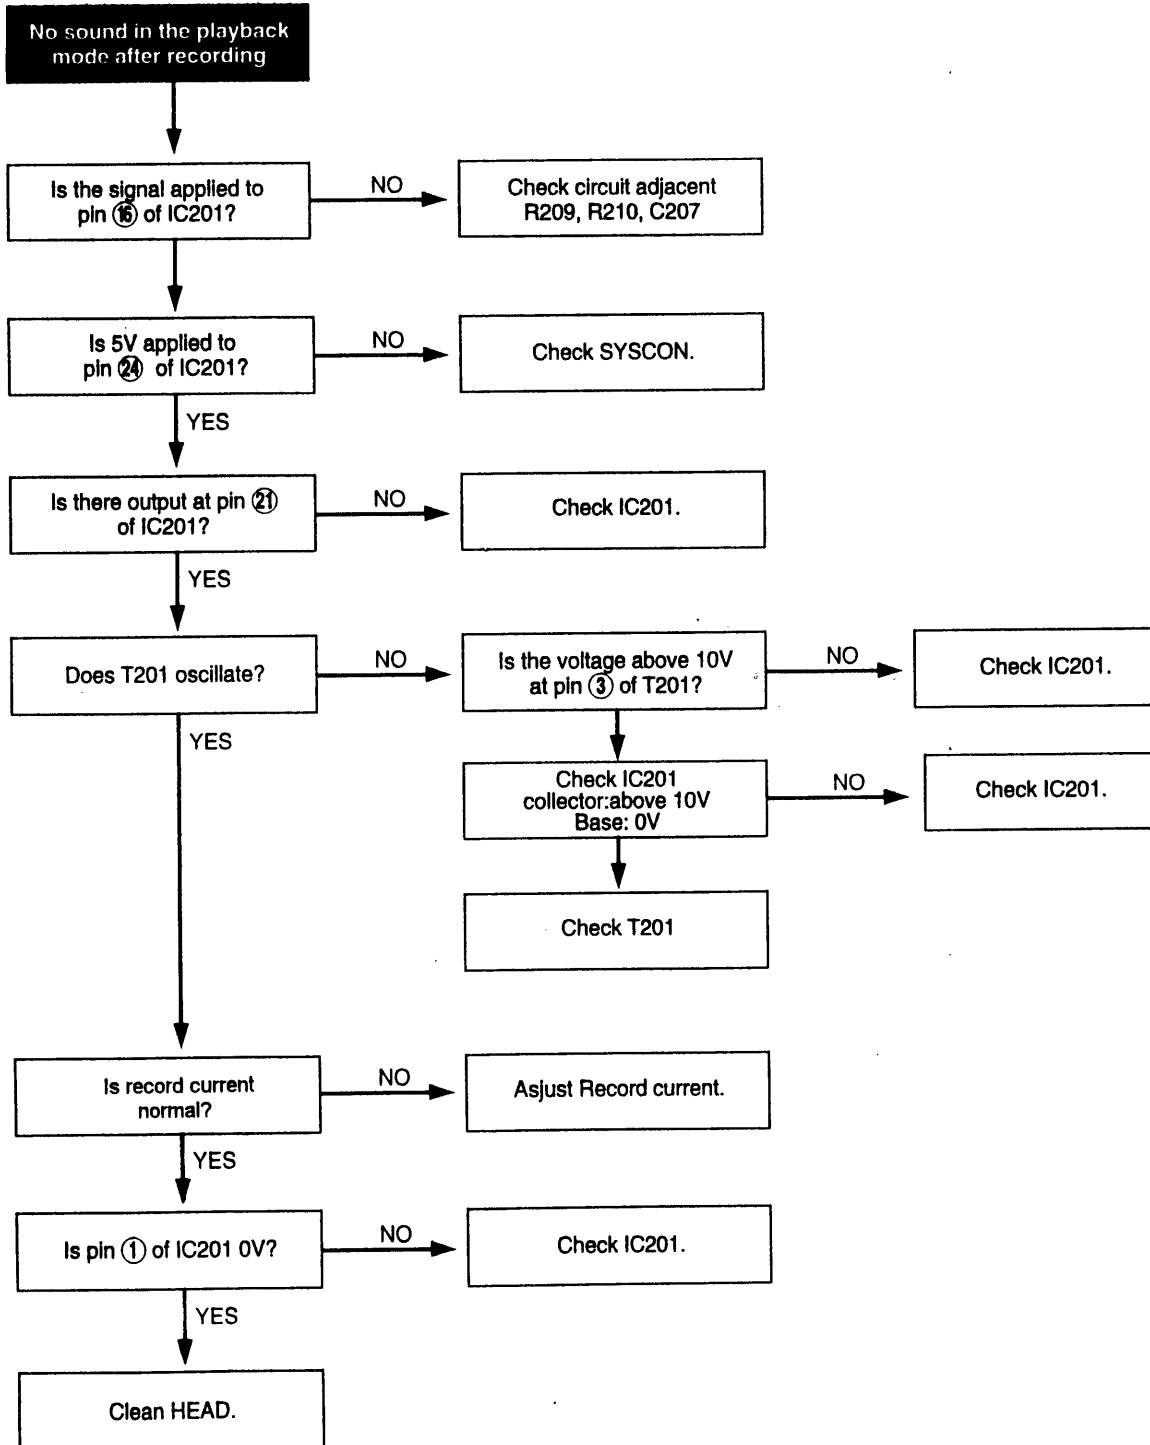 No sound in the playback
mode after recording
Is the signal applied to
pin ⑯ of IC201?
NO
Check circuit adjacent
R209, R210, C207
Is 5V applied to
pin ㉔ of IC201?
NO
Check SYSCON.
YES
Is there output at pin ㉑
of IC201?
NO
Check IC201.
YES
Does T201 oscillate?
NO
Is the voltage above 10V
at pin ③ of T201?
NO
Check IC201.
YES
Check IC201
collector:above 10V
Base: 0V
NO
Check IC201.
Check T201
Is record current
normal?
NO
Asjust Record current.
YES
Is pin ① of IC201 0V?
NO
Check IC201.
YES
Clean HEAD.